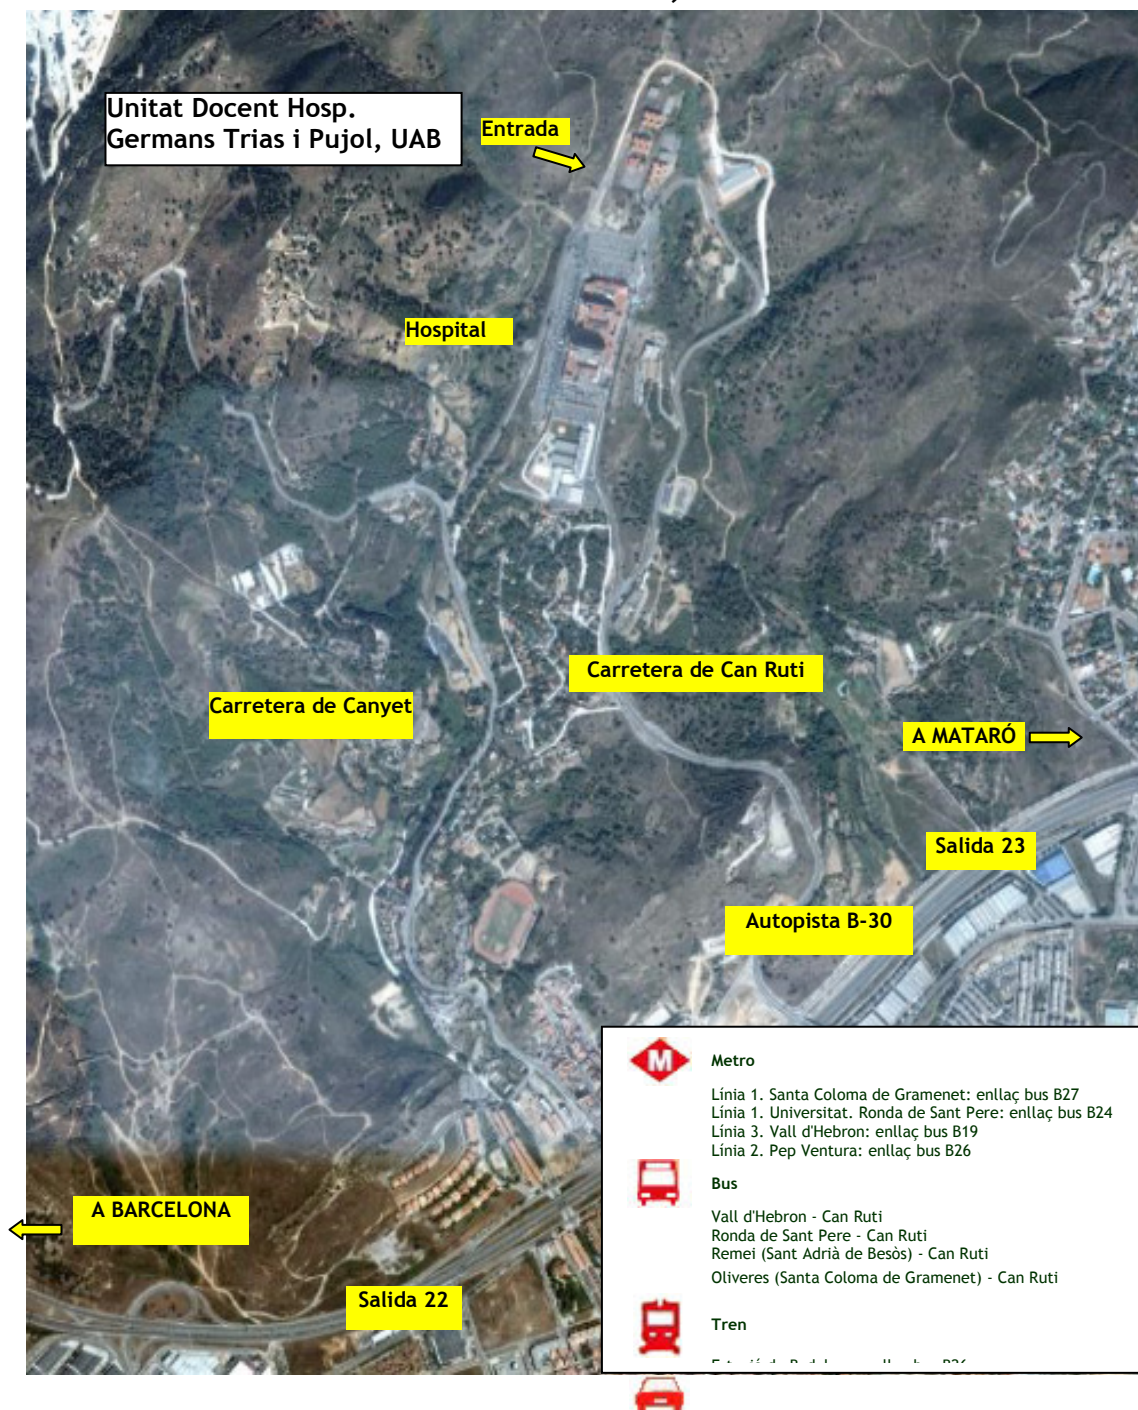 Unitat Docent Hosp.
Germans Trias i Pujol, UAB
Entrada
Hospital
Carretera de Can Ruti
Carretera de Canyet
A MATARÓ
Salida 23
Autopista B-30
M
Metro
Línia 1. Santa Coloma de Gramenet: enllaç bus B27
Línia 1. Universitat. Ronda de Sant Pere: enllaç bus B24
Línia 3. Vall d'Hebron: enllaç bus B19
Línia 2. Pep Ventura: enllaç bus B26
Bus
Vall d'Hebron - Can Ruti
Ronda de Sant Pere - Can Ruti
Remei (Sant Adrià de Besòs) - Can Ruti
Oliveres (Santa Coloma de Gramenet) - Can Ruti
A BARCELONA
Salida 22
Tren